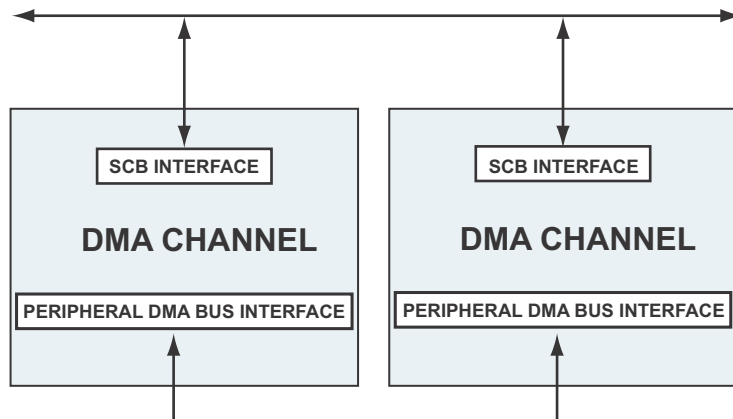 SCB INTERFACE
DMA CHANNEL
PERIPHERAL DMA BUS INTERFACE
SCB INTERFACE
DMA CHANNEL
PERIPHERAL DMA BUS INTERFACE